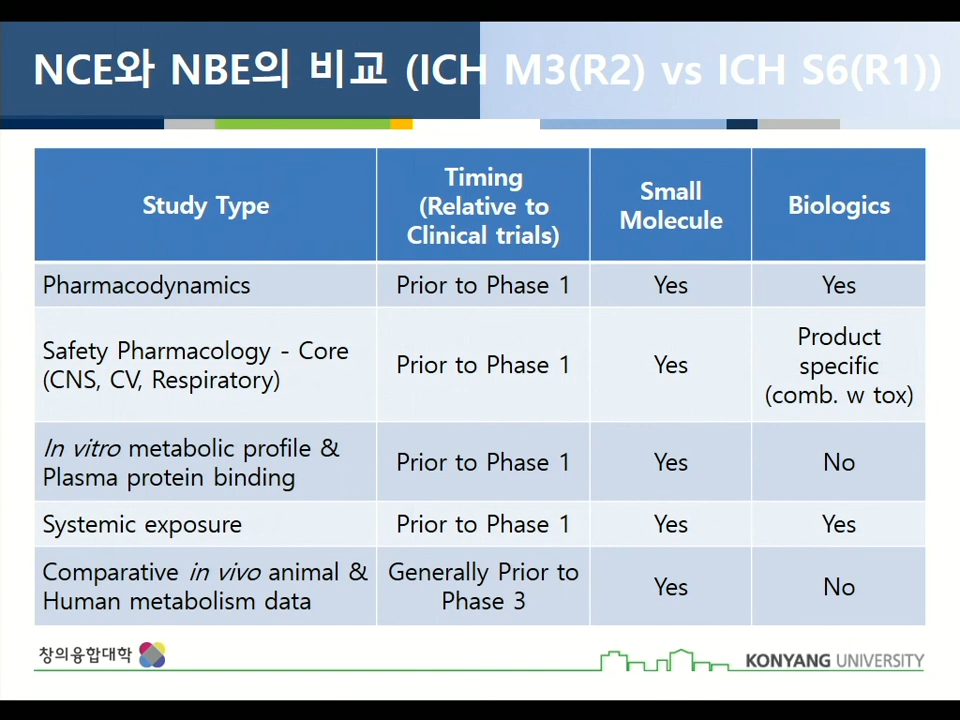 NCE와 NBE의 비교 (ICH M3(R2) vs ICH S6(R1))
Study Type
Timing
(Relative to
Clinical trials)
Small
Molecule
Biologics
Pharmacodynamics
Prior to Phase 1
Yes
Yes
Safety Pharmacology - Core
(CNS, CV, Respiratory)
Prior to Phase 1
Yes
Product
specific
(comb. w tox)
In vitro metabolic profile &
Plasma protein binding
Prior to Phase 1
Yes
No
Systemic exposure
Prior to Phase 1
Yes
Yes
Comparative in vivo animal &
Human metabolism data
Generally Prior to
Phase 3
Yes
No
창의융합대학
KONYANG UNIVERSITY